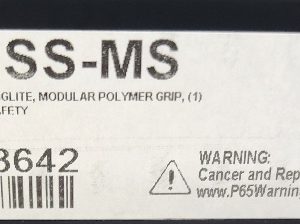 SS-MS
GLITE, MODULAR POLYMER GRIP, (1)
AFETY
3642
WARNING:
Cancer and Rep
www.P65Warnin